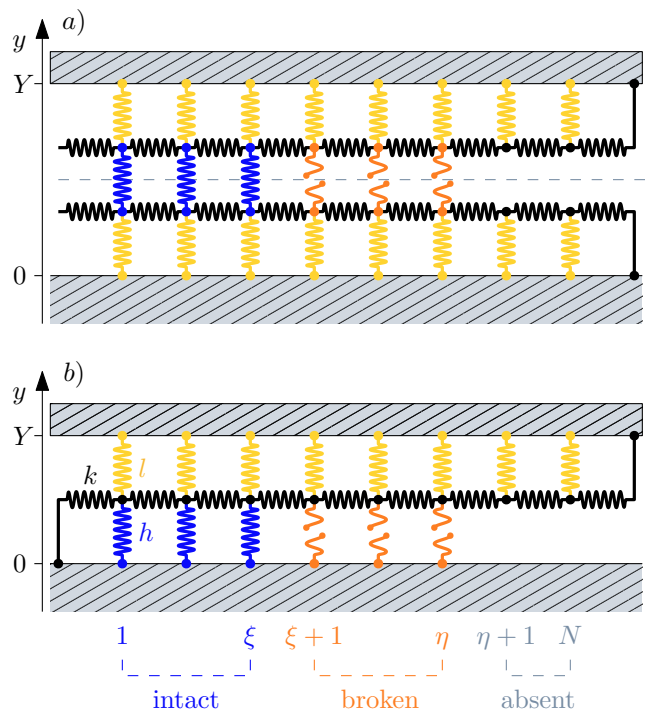 y a)
Y
0
y b)
Y
k l
h
0
1 ξ ξ + 1 η η + 1 N
intact broken absent